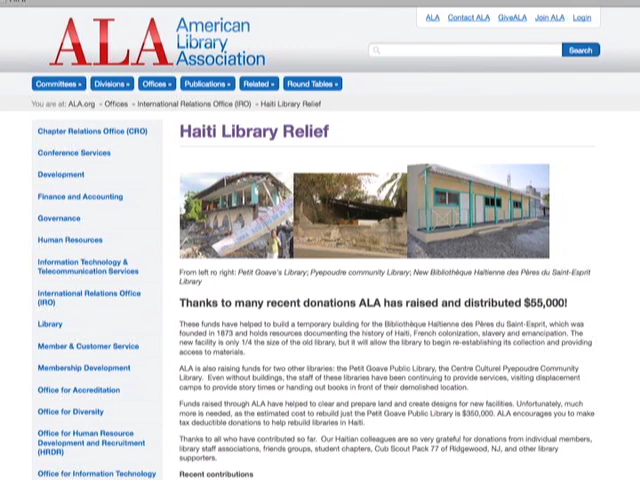 ALA American
Library
Association
ALA Contact ALA GiveALA Join ALA Login
Search
Committees » Divisions » Offices » Publications » Related » Round Tables »
You are at: ALA.org » Offices » International Relations Office (IRO) » Haiti Library Relief
Chapter Relations Office (CRO)
Conference Services
Development
Finance and Accounting
Governance
Human Resources
Information Technology &
Telecommunication Services
International Relations Office
(IRO)
Library
Member & Customer Service
Membership Development
Office for Accreditation
Office for Diversity
Office for Human Resource
Development and Recruitment
(HRDR)
Office for Information Technology
Haiti Library Relief
From left ro right: Petit Goave's Library; Pyepoudre community Library; New Bibliothèque Haïtienne des Pères du Saint-Esprit
Library
Thanks to many recent donations ALA has raised and distributed $55,000!
These funds have helped to build a temporary building for the Bibliothèque Haïtienne des Pères du Saint-Esprit, which was
founded in 1873 and holds resources documenting the history of Haiti, French colonization, slavery and emancipation. The
new facility is only 1/4 the size of the old library, but it will allow the library to begin re-establishing its collection and providing
access to materials.
ALA is also raising funds for two other libraries: the Petit Goave Public Library, the Centre Culturel Pyepoudre Community
Library. Even without buildings, the staff of these libraries have been continuing to provide services, visiting displacement
camps to provide story times or handing out books in front of their demolished location.
Funds raised through ALA have helped to clear and prepare land and create designs for new facilities. Unfortunately, much
more is needed, as the estimated cost to rebuild just the Petit Goave Public Library is $350,000. ALA encourages you to make
tax deductible donations to help rebuild libraries in Haiti.
Thanks to all who have contributed so far. Our Haitian colleagues are so very grateful for donations from individual members,
library staff associations, friends groups, student chapters, Cub Scout Pack 77 of Ridgewood, NJ, and other library
supporters.
Recent contributions